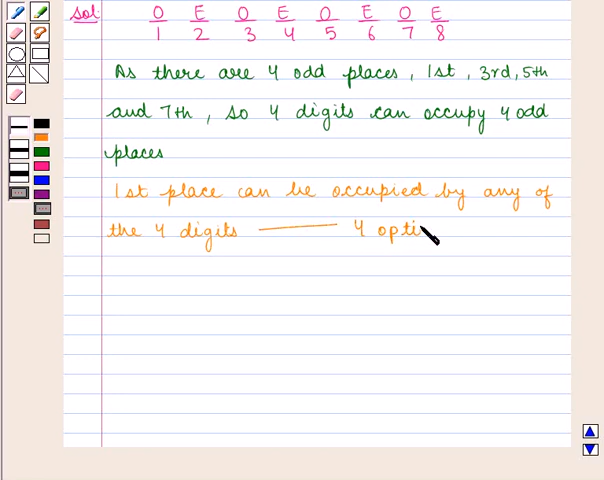 Sol:
O E O E O E O E
1 2 3 4 5 6 7 8
As there are 4 odd places, 1st, 3rd, 5th
and 7th, so 4 digits can occupy 4 odd
places
1st place can be occupied by any of
the 4 digits —— 4 opti